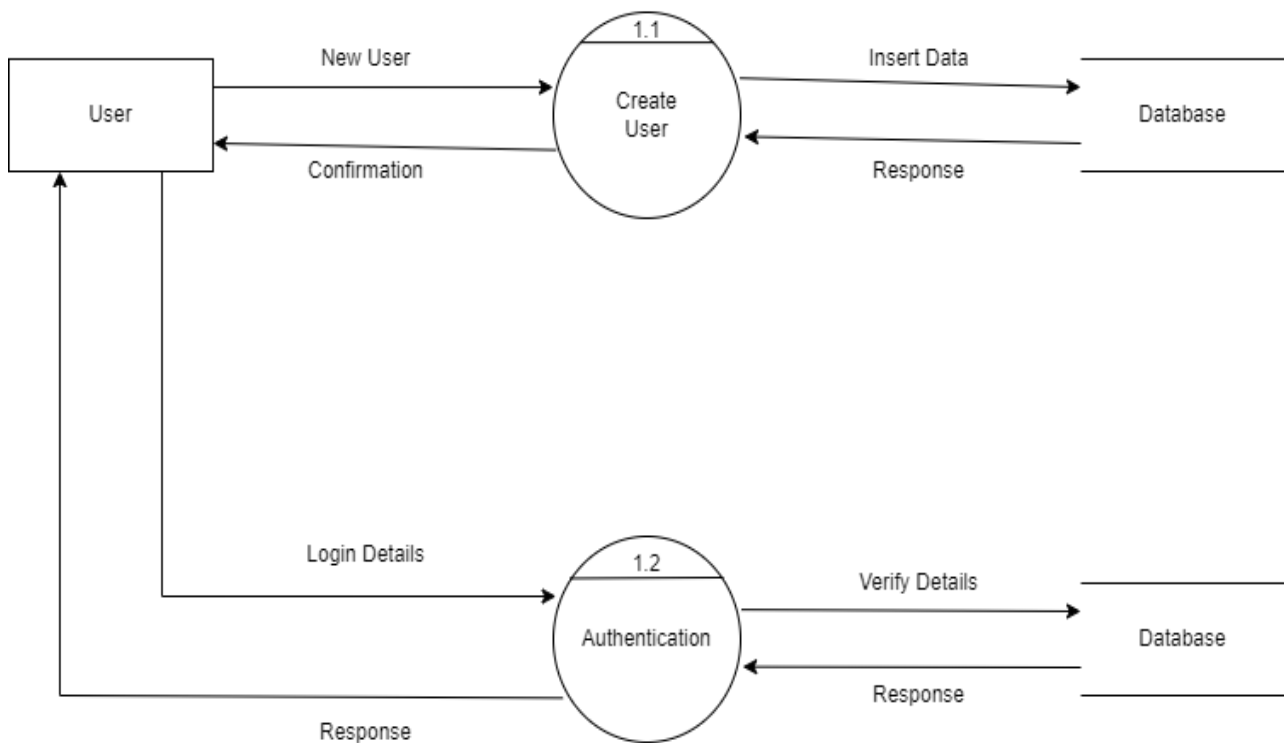 1.1
New User
Insert Data
User
Create
User
Database
Confirmation
Response
Login Details
1.2
Verify Details
Authentication
Database
Response
Response